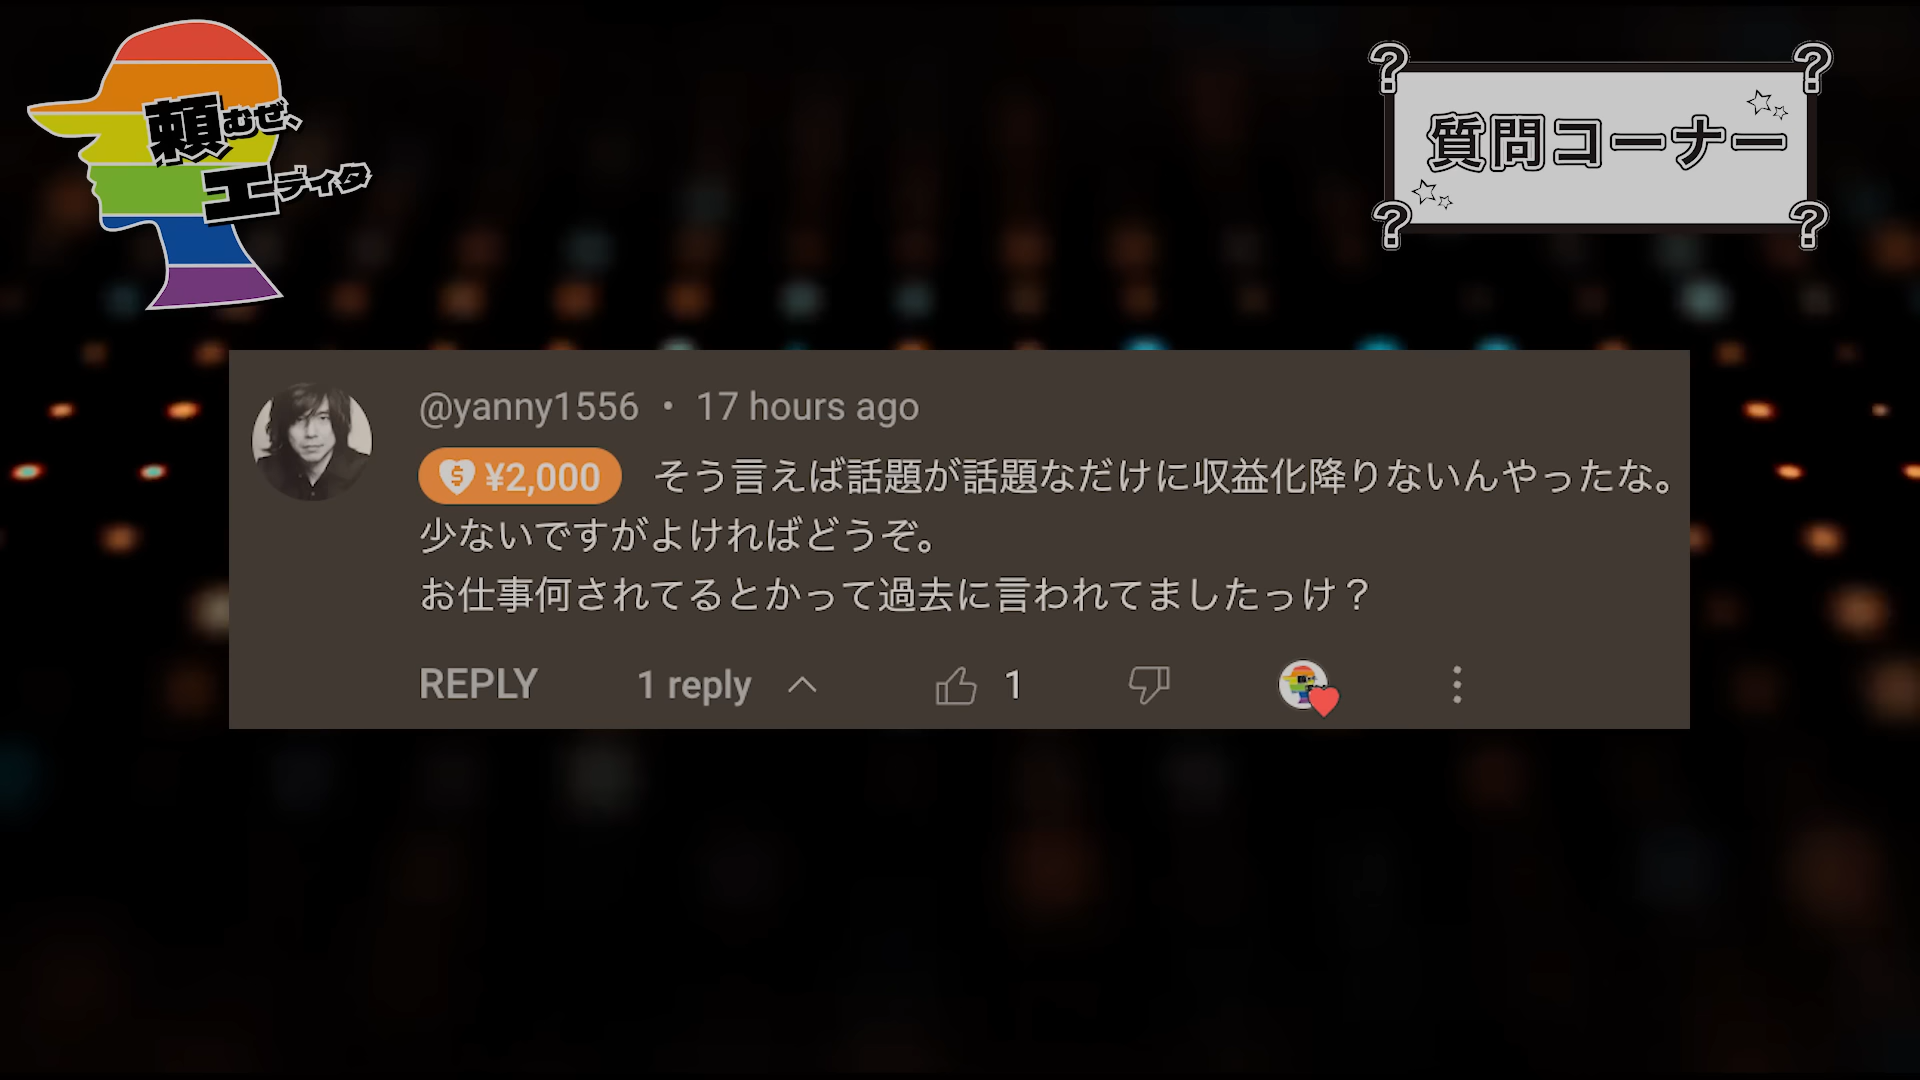 頼むぜ、
エディタ
質問コーナー
@yanny1556 • 17 hours ago
¥2,000 そう言えば話題が話題なだけに収益化降りないんやったな。
少ないですがよければどうぞ。
お仕事何されてるとかって過去に言われてましたっけ？
REPLY 1 reply 1